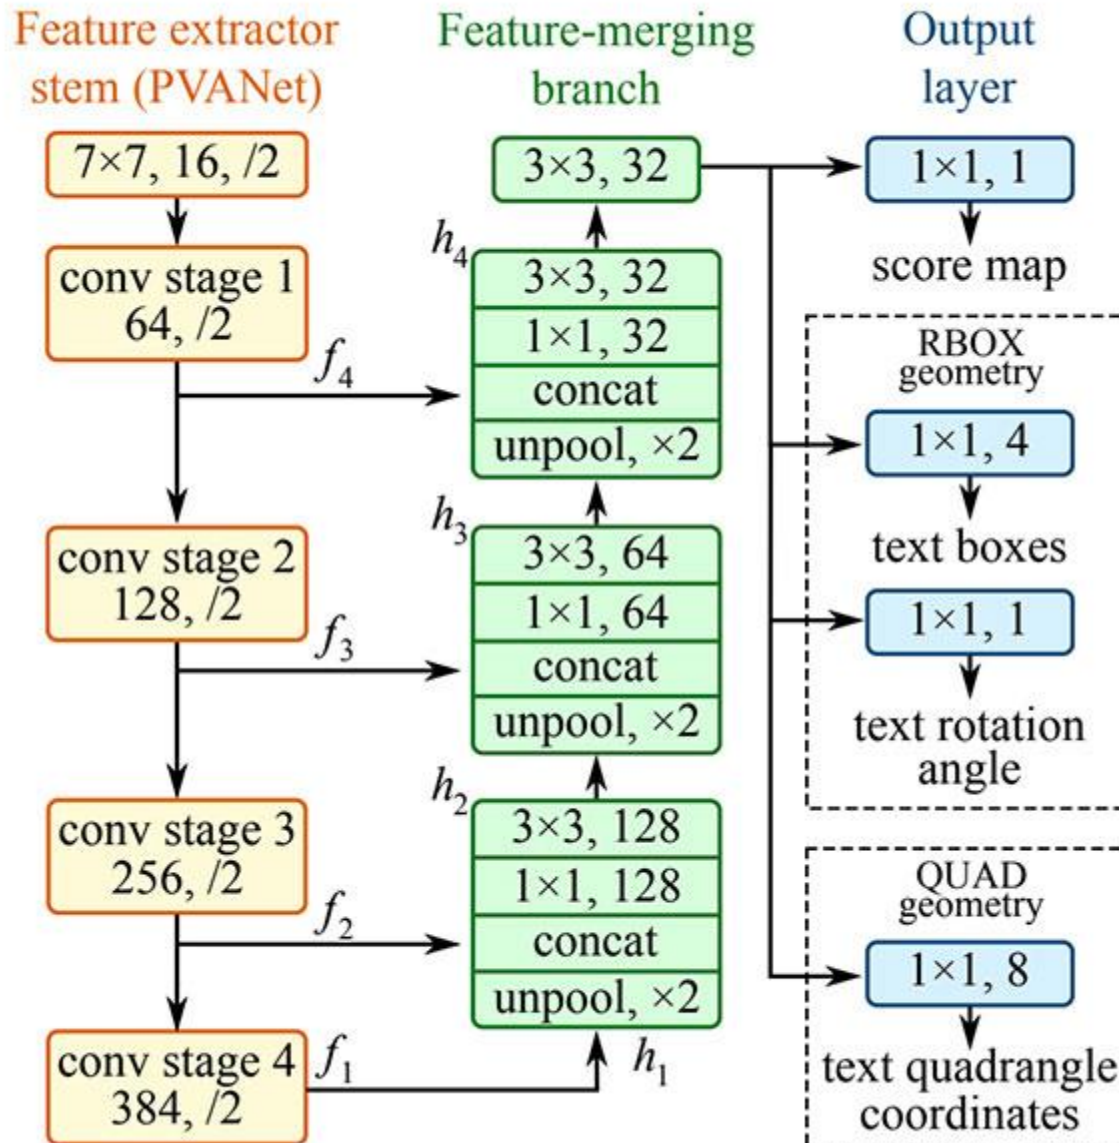 Feature extractor
stem (PVANet)
7×7, 16, /2
conv stage 1
64, /2
f₄
conv stage 2
128, /2
f₃
conv stage 3
256, /2
f₂
conv stage 4
384, /2
f₁
Feature-merging
branch
3×3, 32
h₄
3×3, 32
1×1, 32
concat
unpool, ×2
h₃
3×3, 64
1×1, 64
concat
unpool, ×2
h₂
3×3, 128
1×1, 128
concat
unpool, ×2
h₁
Output
layer
1×1, 1
score map
RBOX
geometry
1×1, 4
text boxes
1×1, 1
text rotation
angle
QUAD
geometry
1×1, 8
text quadrangle
coordinates